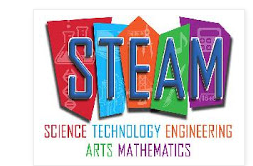 STEAM
SCIENCE TECHNOLOGY ENGINEERING
ARTS MATHEMATICS